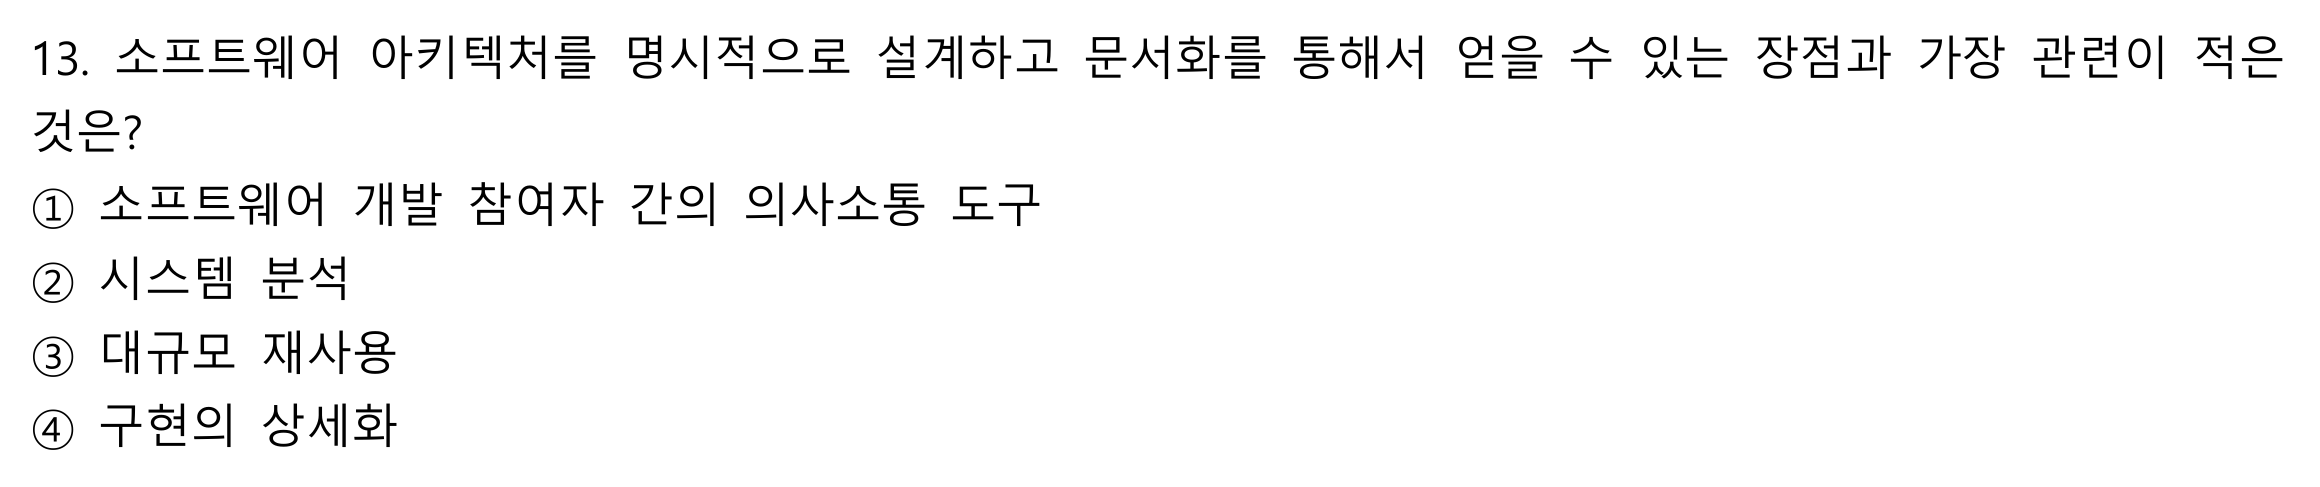 13. 소프트웨어 아키텍처를 명시적으로 설계하고 문서화를 통해서 얻을 수 있는 장점과 가장 관련이 적은
것은?
① 소프트웨어 개발 참여자 간의 의사소통 도구
② 시스템 분석
③ 대규모 재사용
④ 구현의 상세화